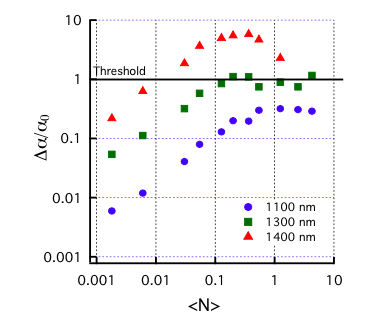 10
Threshold
1
0.1
0.01
0.001
Δα/α₀
1100 nm
1300 nm
1400 nm
0.001 0.01 0.1 1 10
<N>